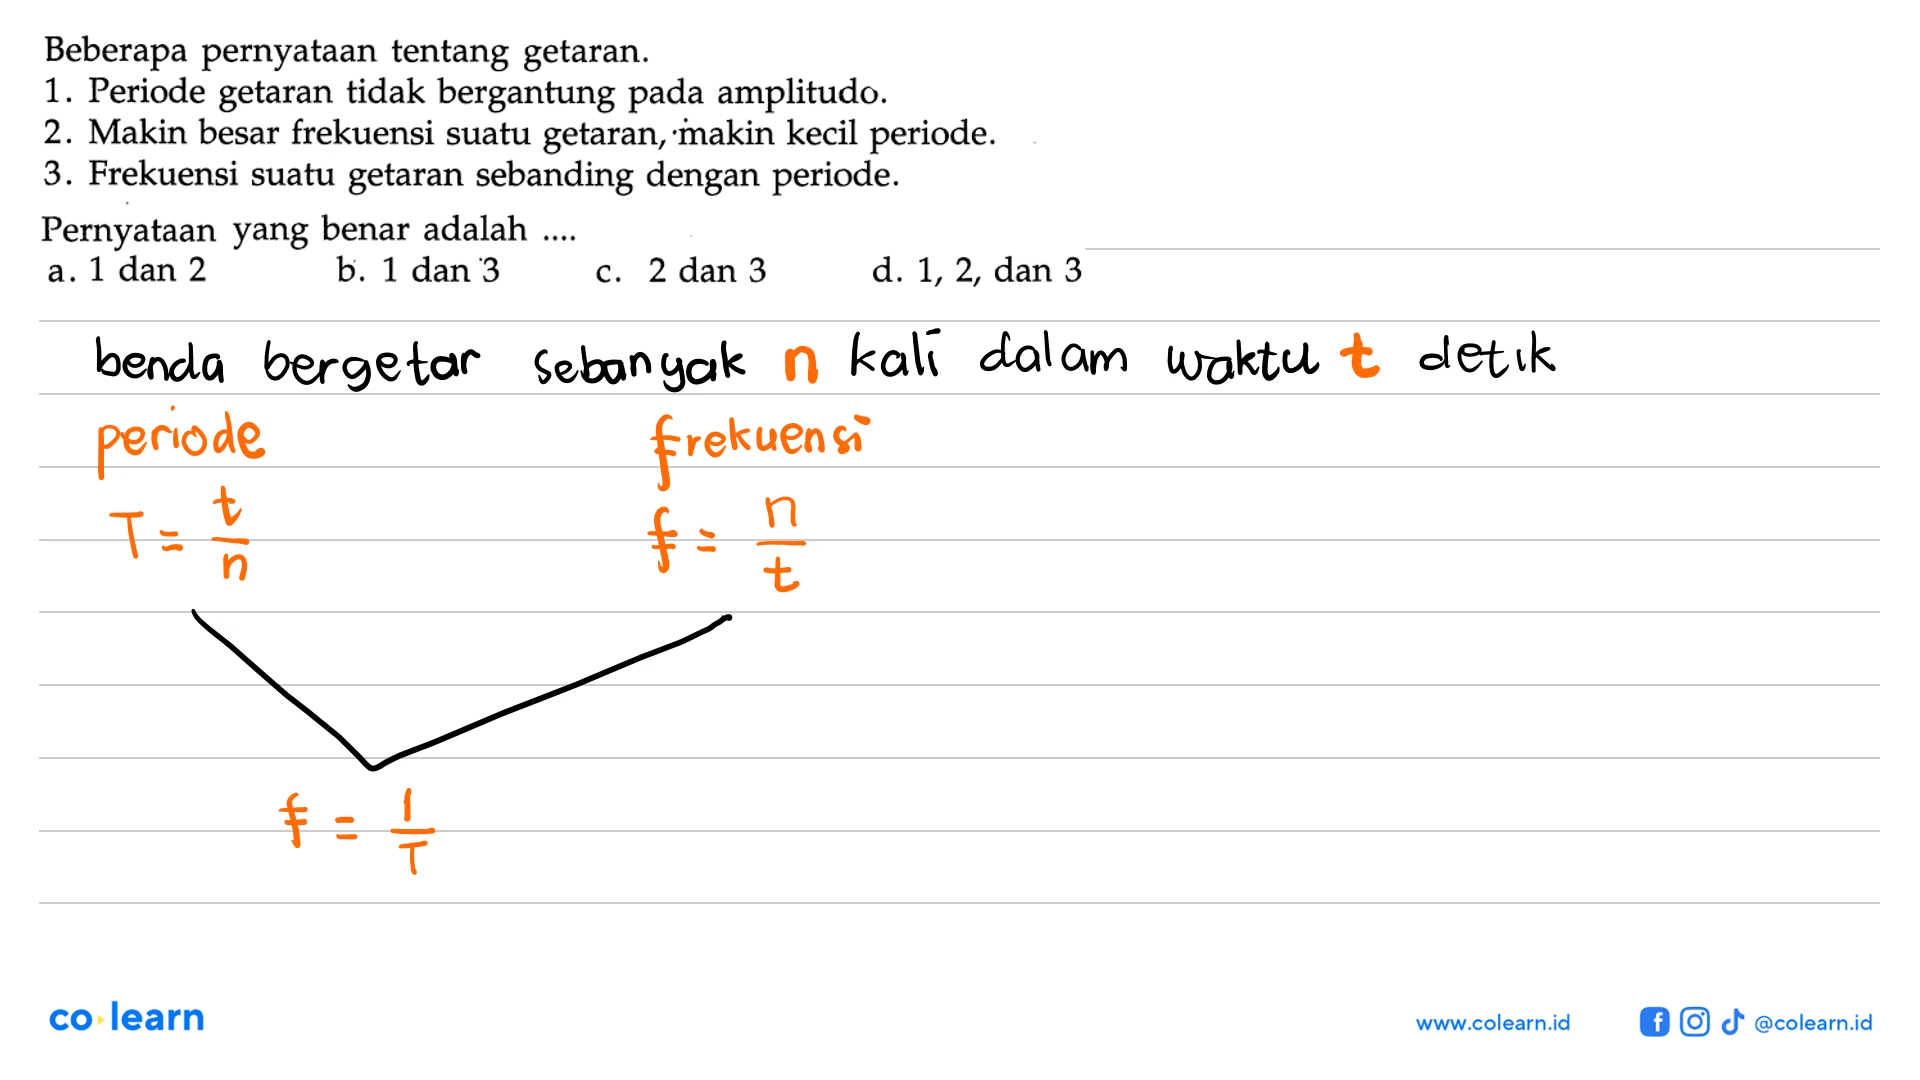 Beberapa pernyataan tentang getaran.
1. Periode getaran tidak bergantung pada amplitudo.
2. Makin besar frekuensi suatu getaran, makin kecil periode.
3. Frekuensi suatu getaran sebanding dengan periode.
Pernyataan yang benar adalah ....
a. 1 dan 2 b. 1 dan 3 c. 2 dan 3 d. 1, 2, dan 3
benda bergetar sebanyak n kali dalam waktu t detik
periode frekuensi
T = t/n f = n/t
f = 1/T
co learn www.colearn.id @colearn.id